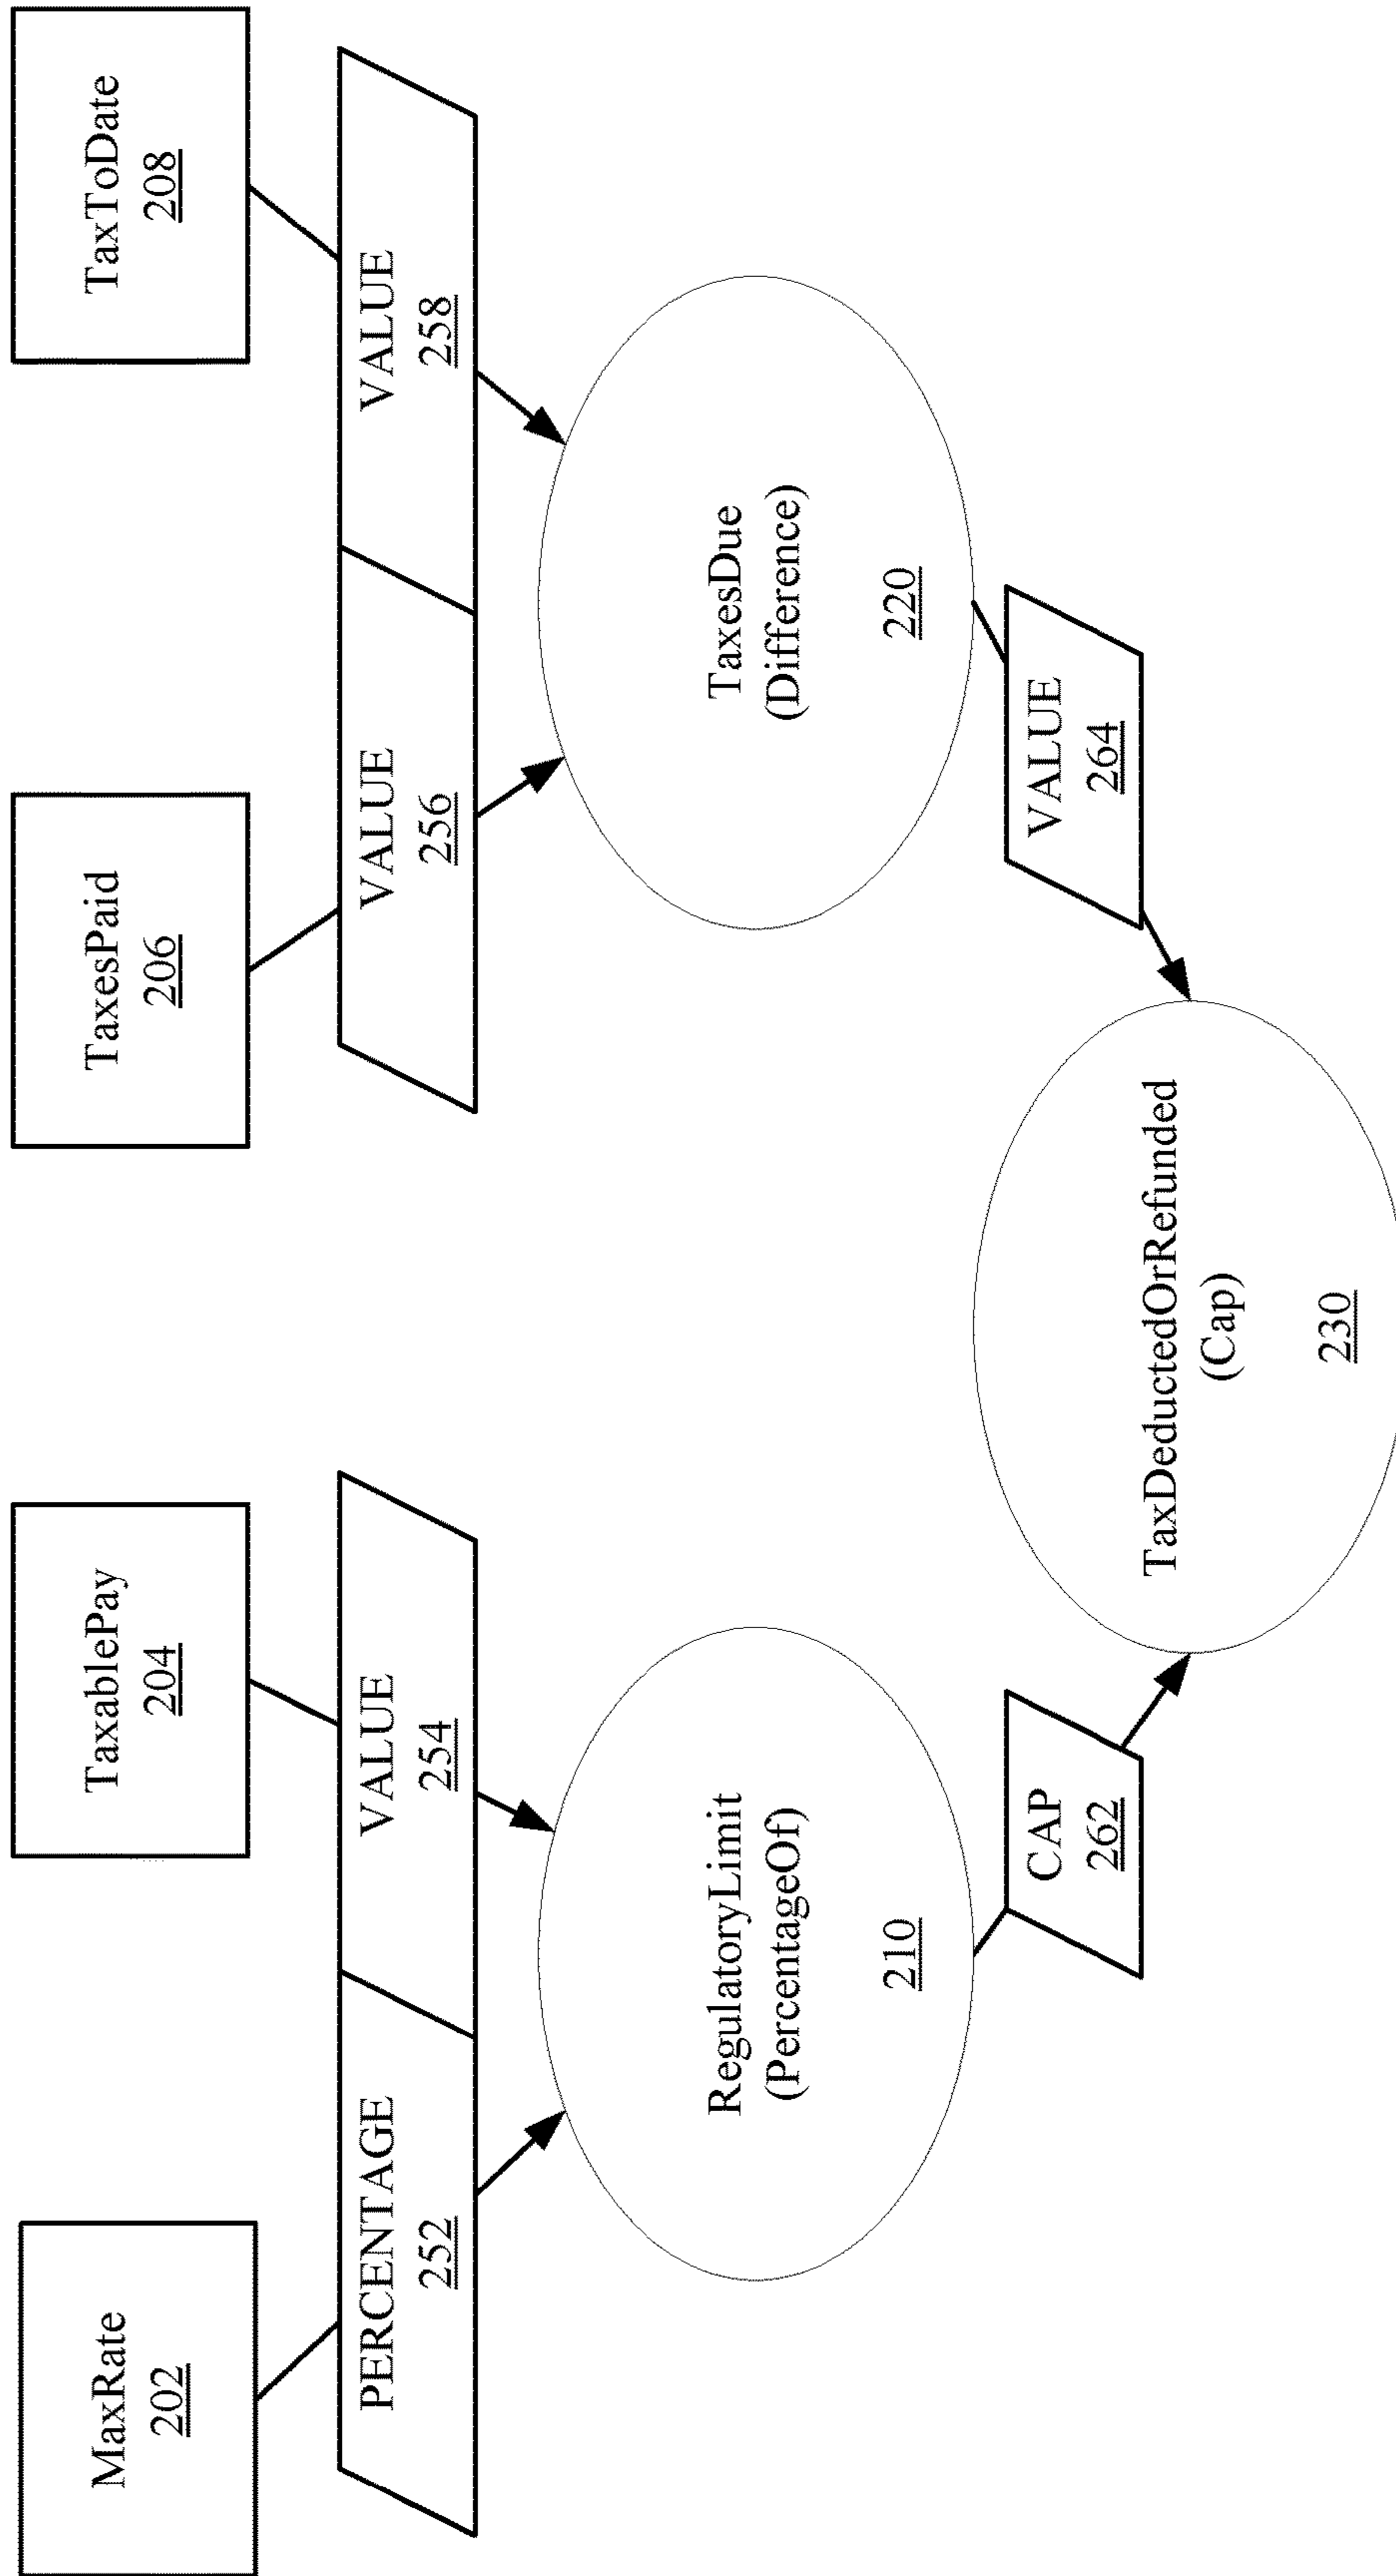 MaxRate
202
TaxablePay
204
TaxesPaid
206
TaxToDate
208
PERCENTAGE
252
VALUE
254
VALUE
256
VALUE
258
RegulatoryLimit
(PercentageOf)
210
TaxesDue
(Difference)
220
CAP
262
VALUE
264
TaxDeductedOrRefunded
(Cap)
230